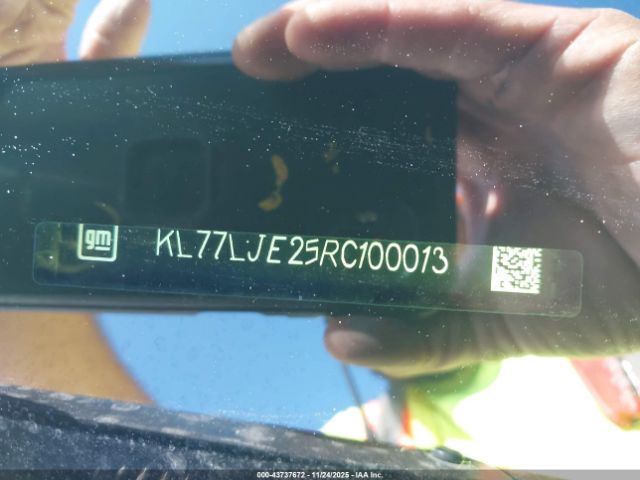 gm
KL77LJE25RC100013
000-43737672 - 11/24/2025 - IAA Inc.